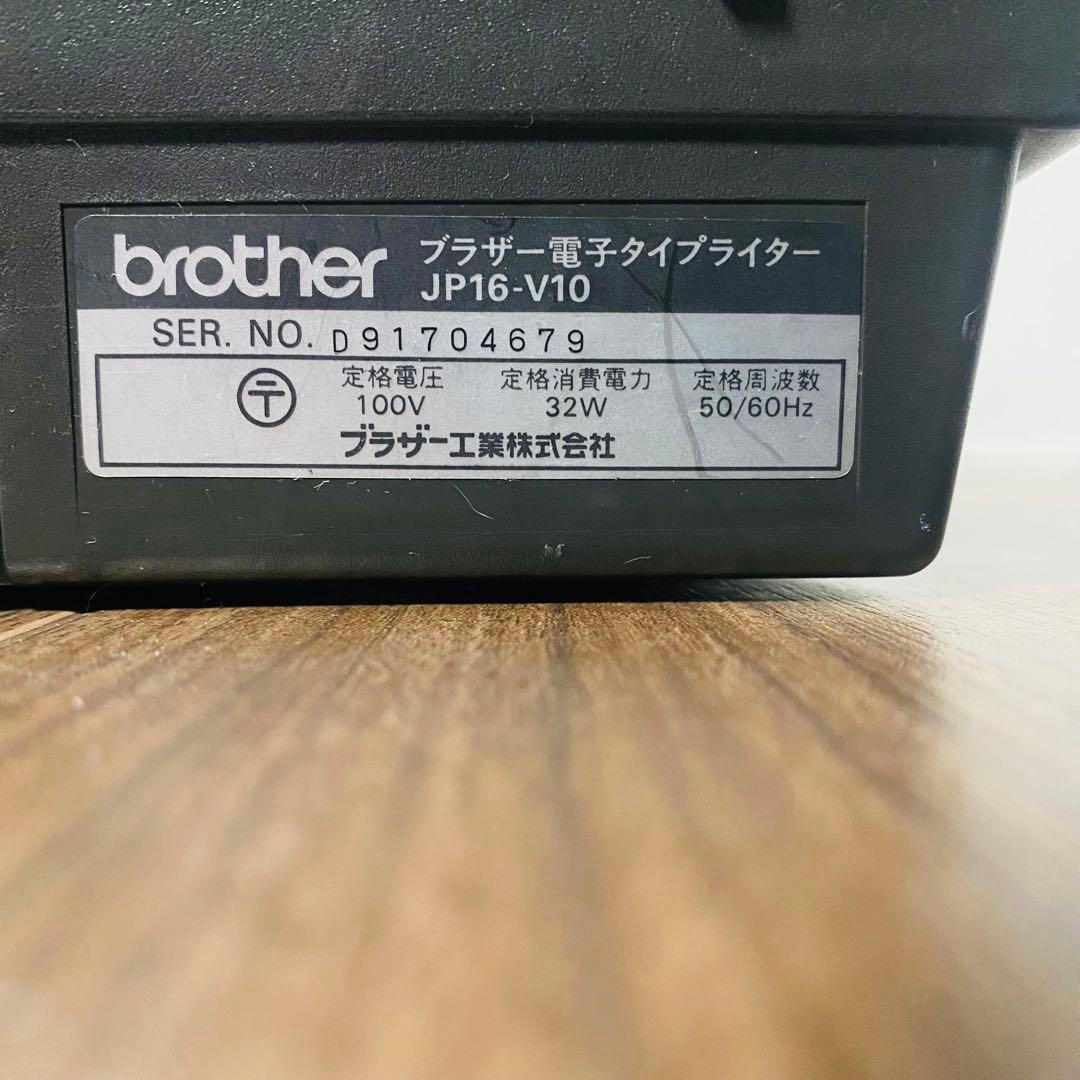 brother ブラザー電子タイプライター
JP16-V10
SER. NO. D91704679
〒 定格電圧 定格消費電力 定格周波数
100V 32W 50/60Hz
ブラザー工業株式会社